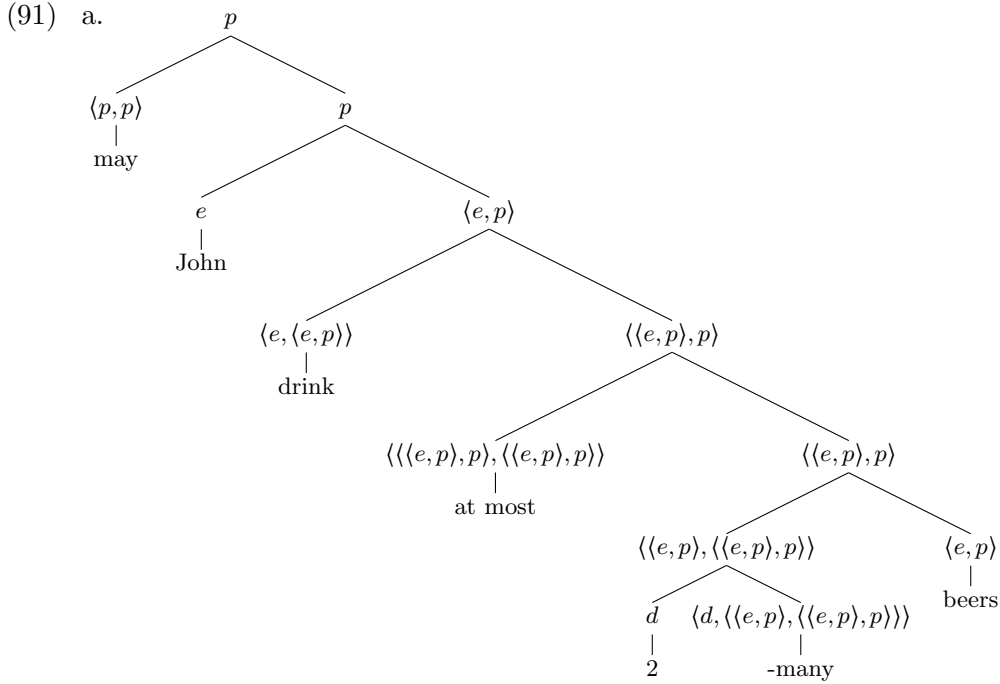 (91) a. p
⟨p, p⟩ p
may
e ⟨e, p⟩
John
⟨e, ⟨e, p⟩⟩ ⟨⟨e, p⟩, p⟩
drink
⟨⟨⟨e, p⟩, p⟩, ⟨⟨e, p⟩, p⟩⟩ ⟨⟨e, p⟩, p⟩
at most
⟨⟨e, p⟩, ⟨⟨e, p⟩, p⟩⟩ ⟨e, p⟩
beers
d ⟨d, ⟨⟨e, p⟩, ⟨⟨e, p⟩, p⟩⟩⟩
2 -many